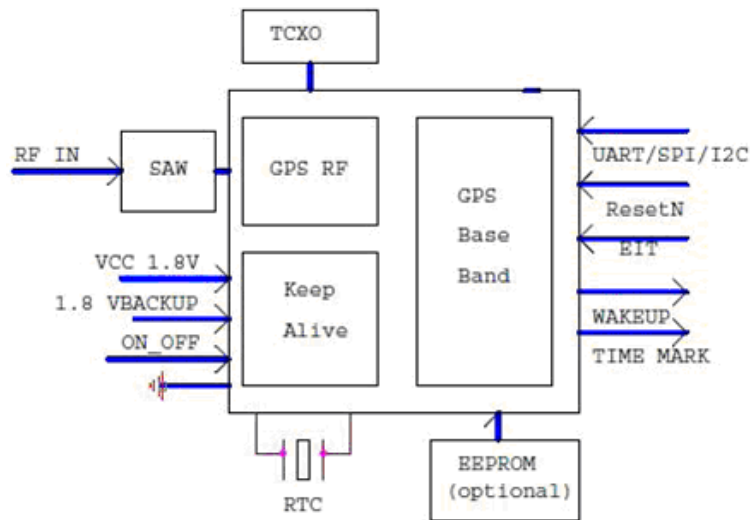 TCXO
RF IN
SAW
GPS RF
GPS
Base
Band
UART/SPI/I2C
ResetN
EIT
WAKEUP
TIME MARK
VCC 1.8V
1.8 VBACKUP
ON_OFF
Keep
Alive
RTC
EEPROM
(optional)